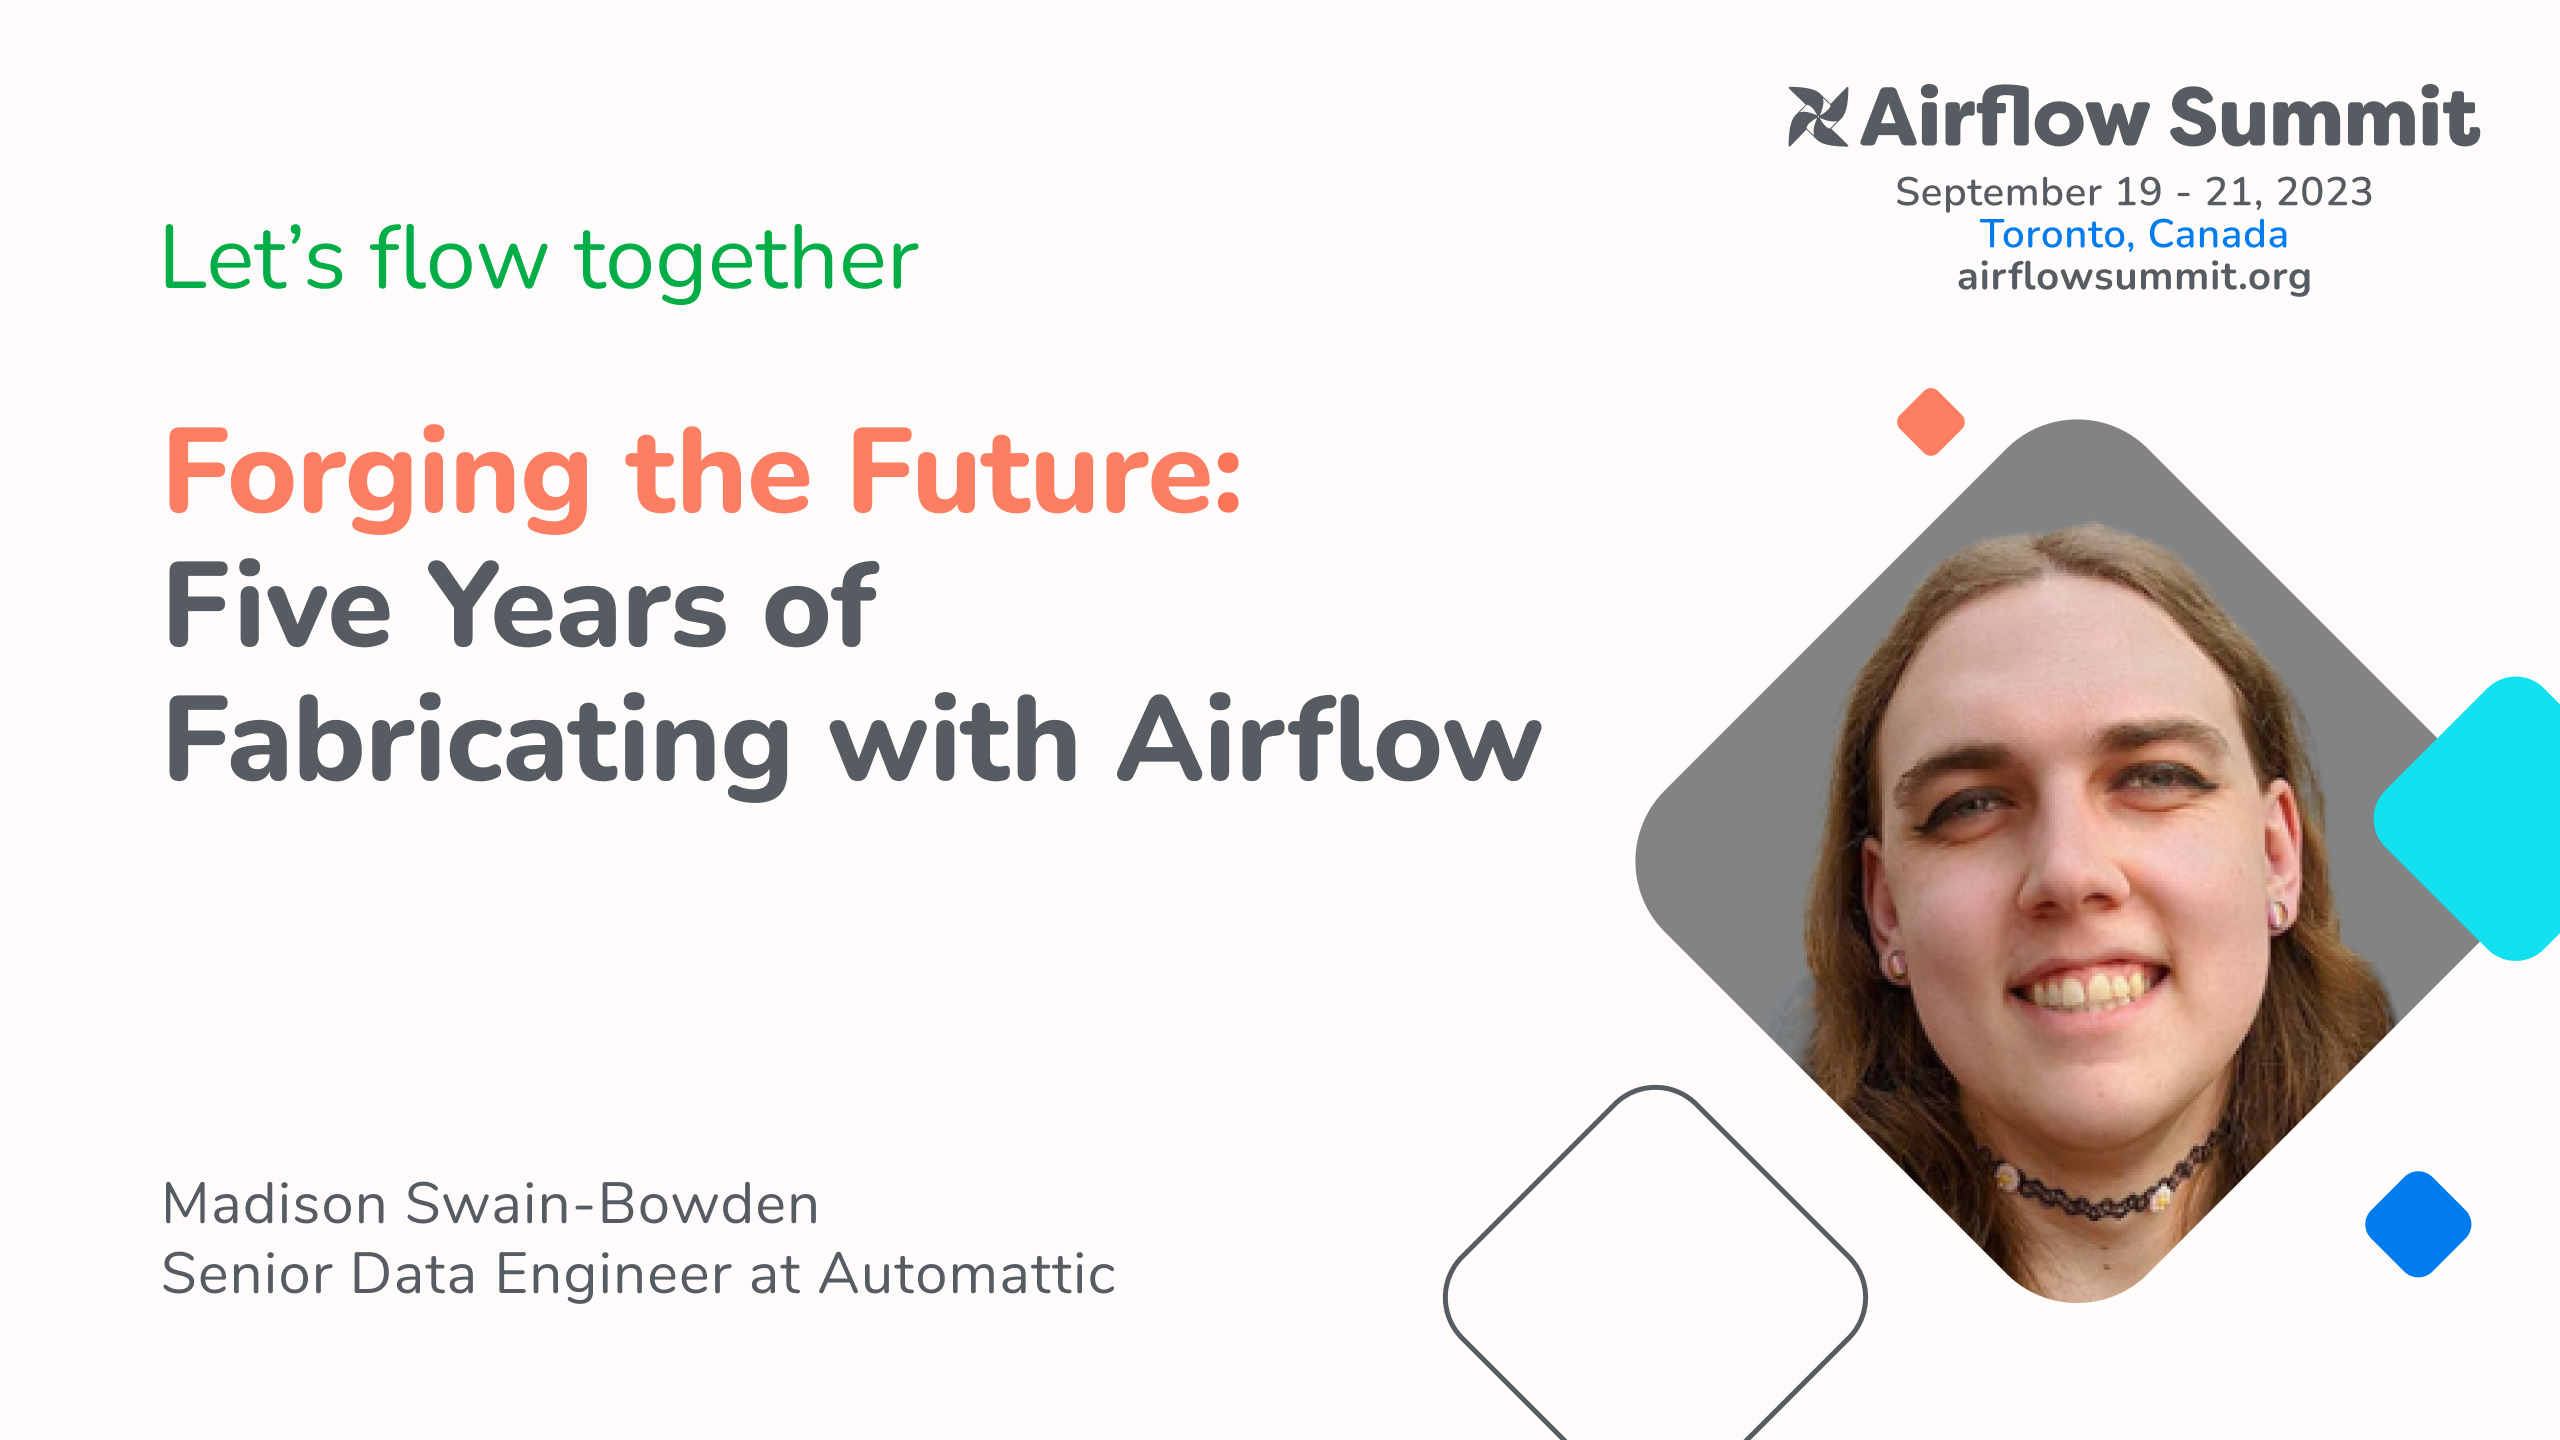 Airflow Summit
September 19 - 21, 2023
Toronto, Canada
airflowsummit.org
Let’s flow together
Forging the Future:
Five Years of
Fabricating with Airflow
Madison Swain-Bowden
Senior Data Engineer at Automattic